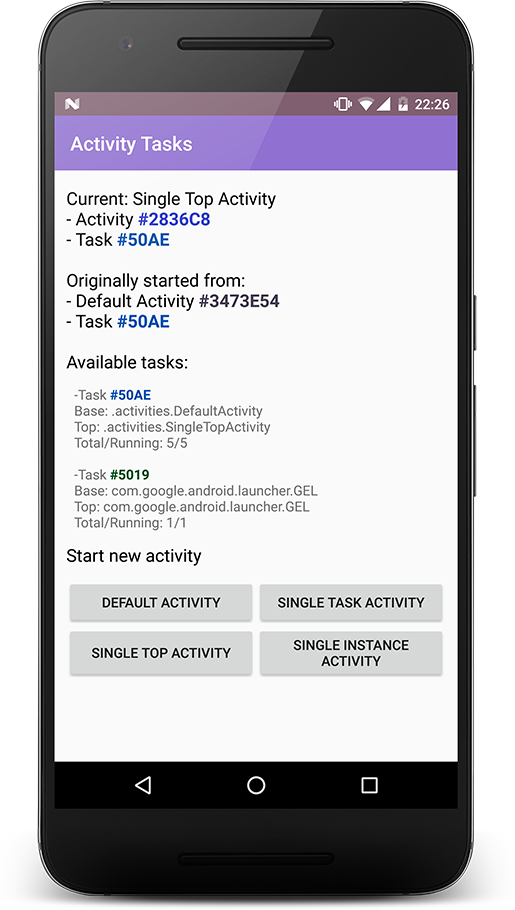 22:26
Activity Tasks
Current: Single Top Activity
- Activity #2836C8
- Task #50AE
Originally started from:
- Default Activity #3473E54
- Task #50AE
Available tasks:
-Task #50AE
Base: .activities.DefaultActivity
Top: .activities.SingleTopActivity
Total/Running: 5/5
-Task #5019
Base: com.google.android.launcher.GEL
Top: com.google.android.launcher.GEL
Total/Running: 1/1
Start new activity
DEFAULT ACTIVITY
SINGLE TASK ACTIVITY
SINGLE TOP ACTIVITY
SINGLE INSTANCE
ACTIVITY